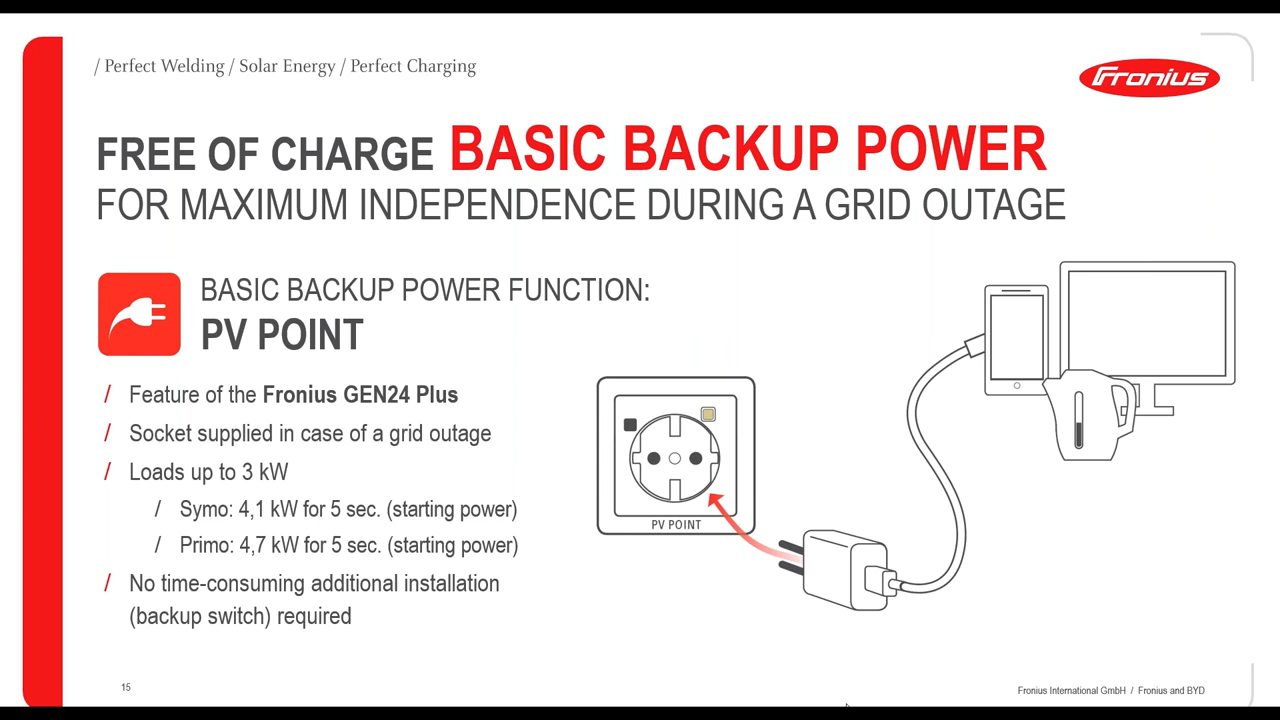 / Perfect Welding / Solar Energy / Perfect Charging
Fronius
FREE OF CHARGE BASIC BACKUP POWER
FOR MAXIMUM INDEPENDENCE DURING A GRID OUTAGE
BASIC BACKUP POWER FUNCTION:
PV POINT
/ Feature of the Fronius GEN24 Plus
/ Socket supplied in case of a grid outage
/ Loads up to 3 kW
/ Symo: 4,1 kW for 5 sec. (starting power)
/ Primo: 4,7 kW for 5 sec. (starting power)
/ No time-consuming additional installation
(backup switch) required
PV POINT
15
Fronius International GmbH / Fronius and BYD